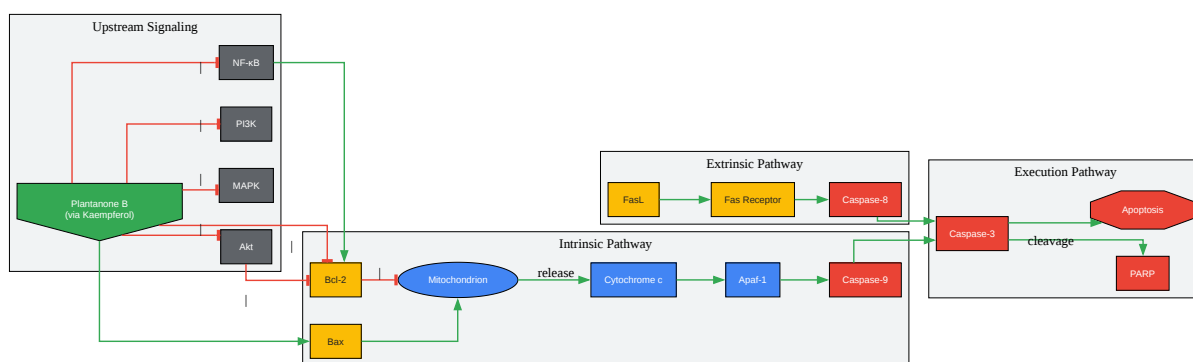 Upstream Signaling
NF-κB
|
PI3K
|
MAPK
|
Plantanone B
(via Kaempferol)
Akt
|
|
|
Extrinsic Pathway
FasL
Fas Receptor
Caspase-8
Intrinsic Pathway
Bcl-2
|
Mitochondrion
release
Cytochrome c
Apaf-1
Caspase-9
Bax
Execution Pathway
Apoptosis
Caspase-3
cleavage
PARP